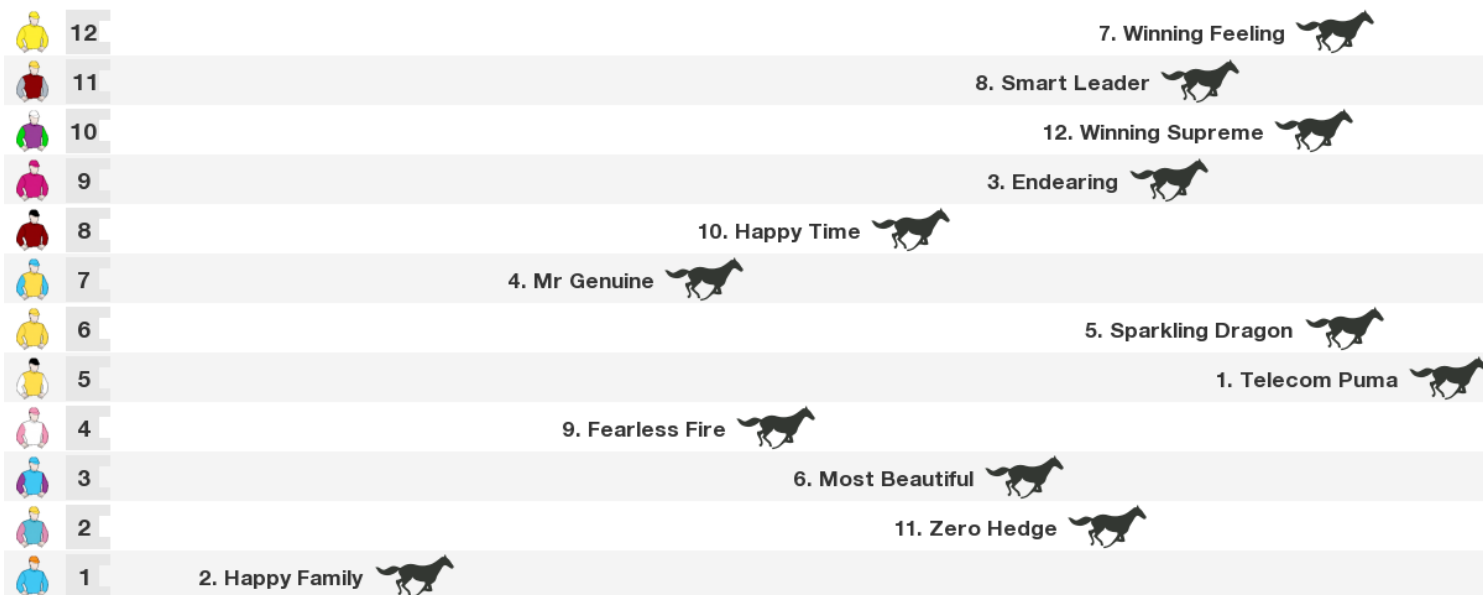 12 7. Winning Feeling
11 8. Smart Leader
10 12. Winning Supreme
9 3. Endearing
8 10. Happy Time
7 4. Mr Genuine
6 5. Sparkling Dragon
5 1. Telecom Puma
4 9. Fearless Fire
3 6. Most Beautiful
2 11. Zero Hedge
1 2. Happy Family